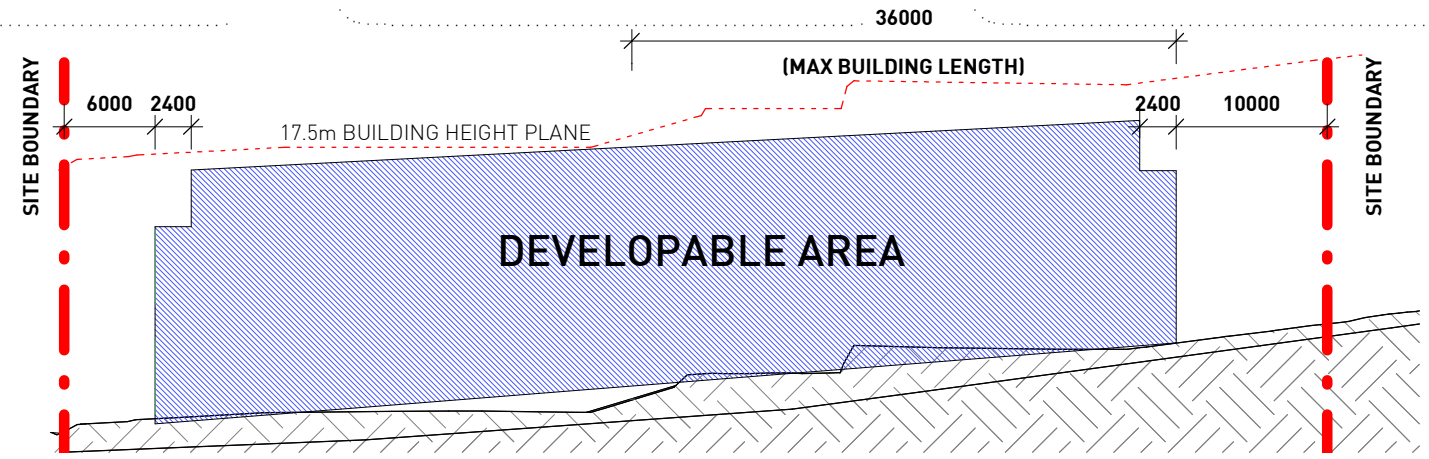 36000
(MAX BUILDING LENGTH)
SITE BOUNDARY
6000 2400
2400 10000
SITE BOUNDARY
17.5m BUILDING HEIGHT PLANE
DEVELOPABLE AREA